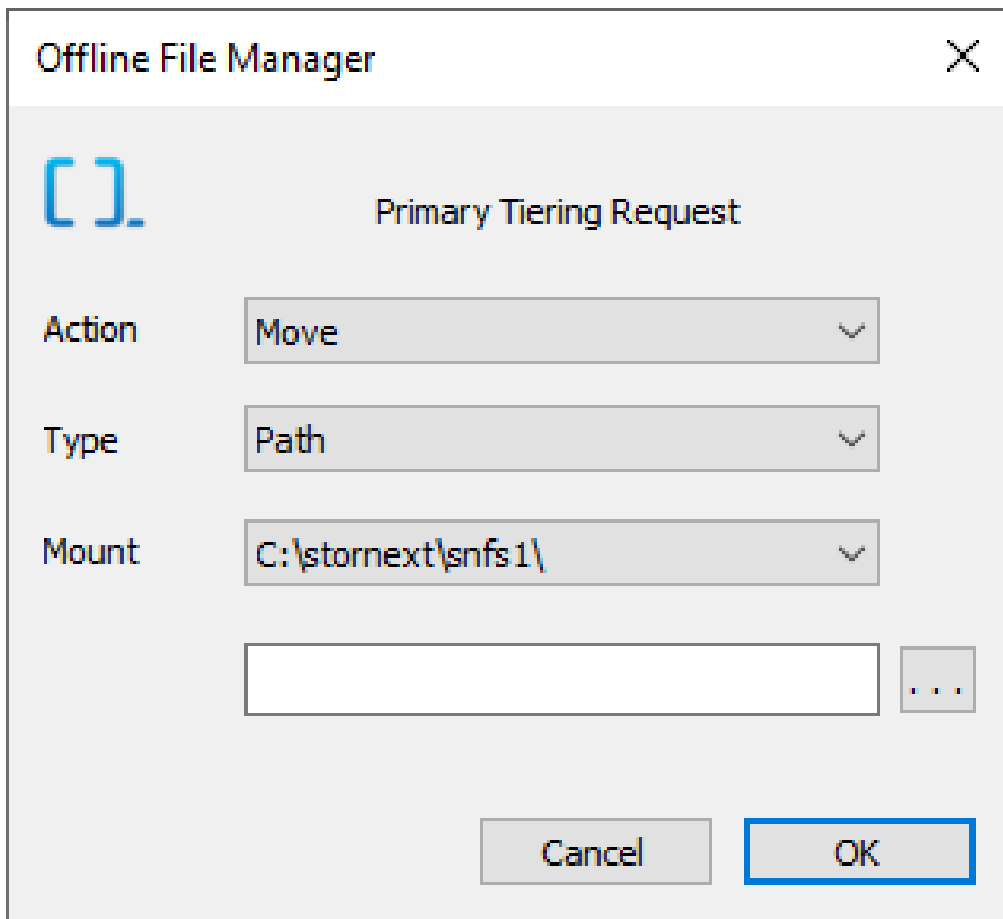 Offline File Manager
Primary Tiering Request
Action
Move
Type
Path
Mount
C:\stornext\snfs1\
...
Cancel
OK